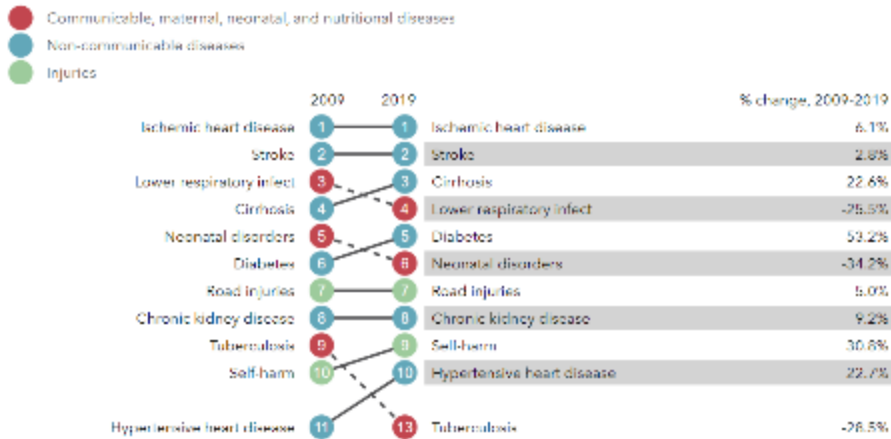 Communicable, maternal, neonatal, and nutritional diseases
Non-communicable diseases
Injuries
2009 2019 % change, 2009-2019
Ischemic heart disease 1 1 Ischemic heart disease 6.1%
Stroke 2 2 Stroke 2.8%
Lower respiratory infect 3 3 Cirrhosis 22.6%
Cirrhosis 4 4 Lower respiratory infect -25.5%
Neonatal disorders 5 5 Diabetes 53.2%
Diabetes 6 6 Neonatal disorders -34.2%
Road injuries 7 7 Road injuries 5.0%
Chronic kidney disease 8 8 Chronic kidney disease 9.2%
Tuberculosis 9 9 Self-harm 30.8%
Self-harm 10 10 Hypertensive heart disease 22.7%
Hypertensive heart disease 11 13 Tuberculosis -28.5%